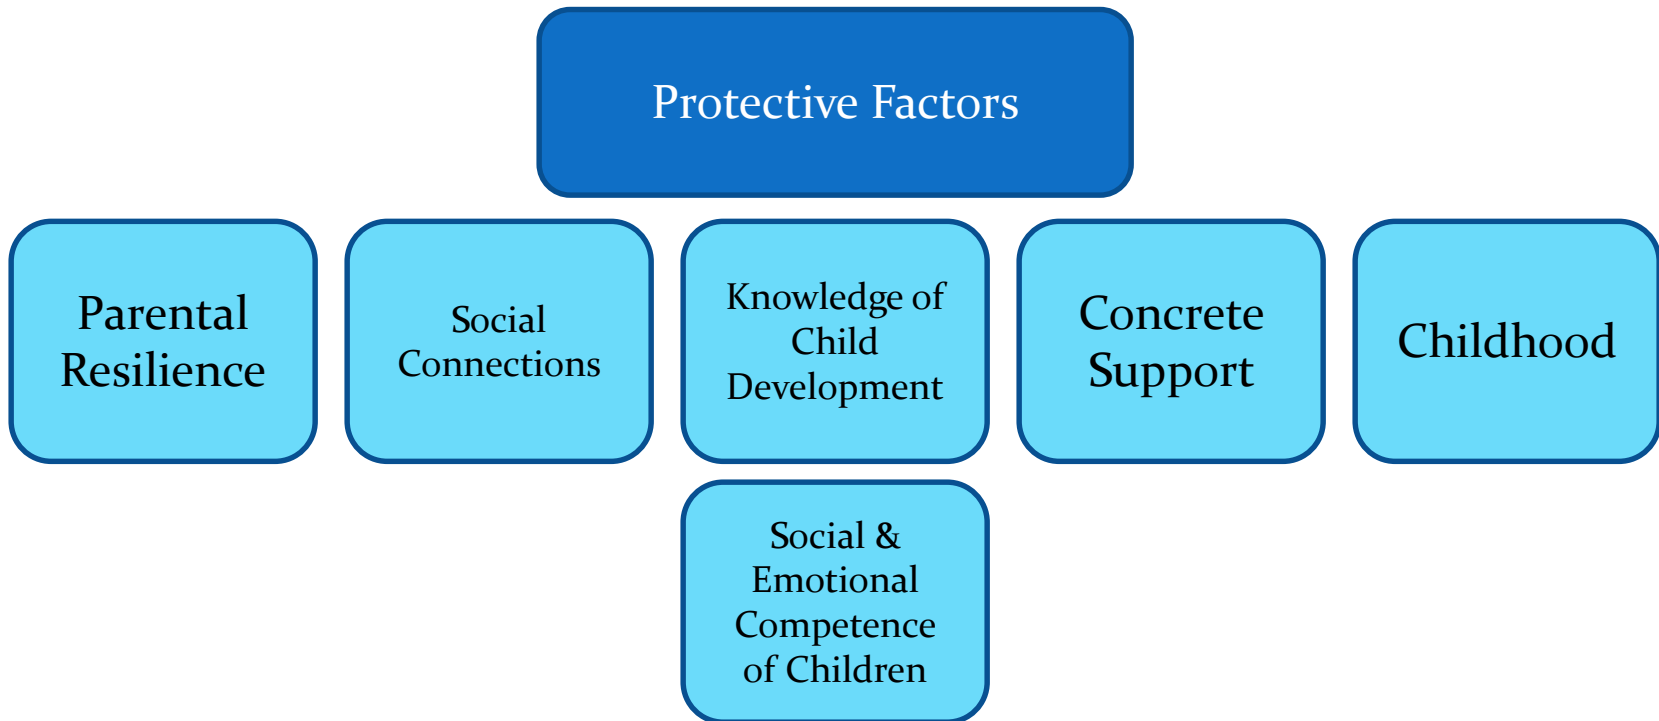 Protective Factors
Parental
Resilience
Social
Connections
Knowledge of
Child
Development
Concrete
Support
Childhood
Social &
Emotional
Competence
of Children